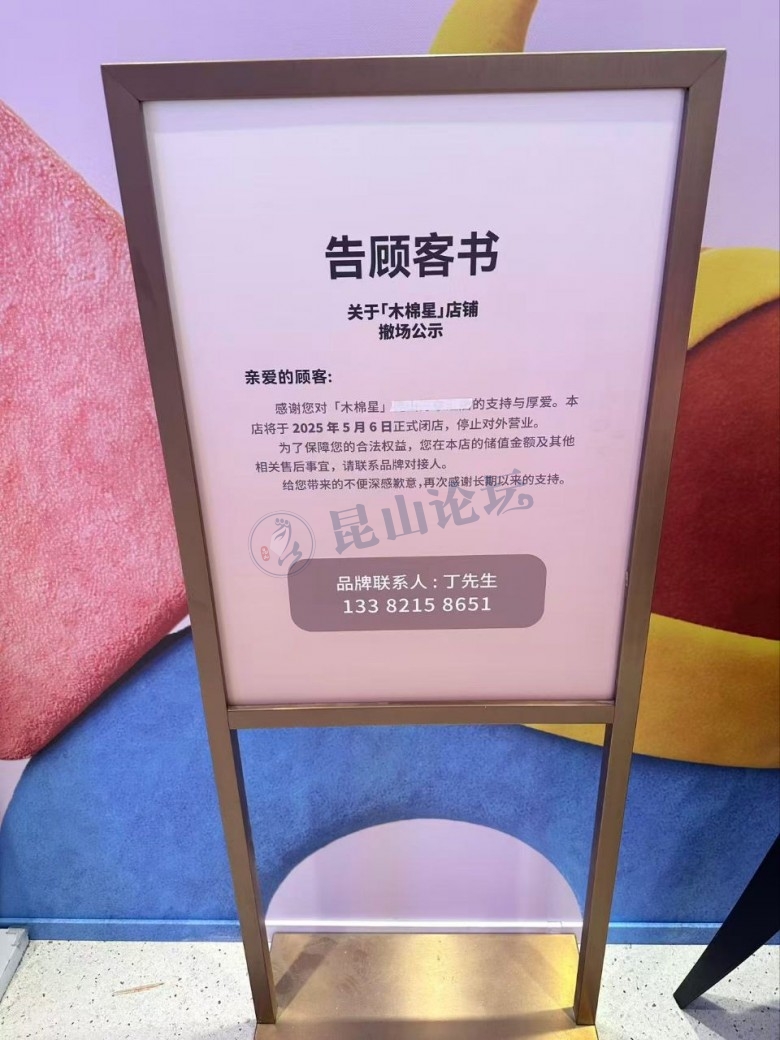 告顾客书
关于「木棉星」店铺
撤场公示
亲爱的顾客:
感谢您对「木棉星」的支持与厚爱。本
店将于 2025 年 5 月 6 日正式闭店，停止对外营业。
为了保障您的合法权益，您在本店的储值金额及其他
相关售后事宜，请联系品牌对接人。
给您带来的不便深感歉意，再次感谢长期以来的支持。
昆山论坛
品牌联系人：丁先生
133 8215 8651